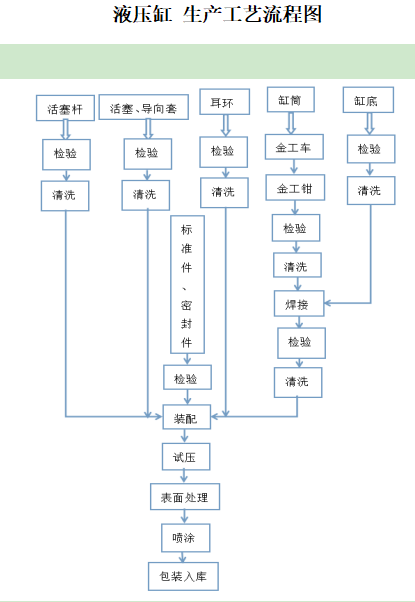 液压缸 生产工艺流程图
活塞杆
活塞、导向套
耳环
缸筒
缸底
检验
检验
检验
金工车
检验
清洗
清洗
清洗
金工钳
清洗
标准件、密封件
检验
清洗
焊接
检验
检验
清洗
装配
试压
表面处理
喷涂
包装入库